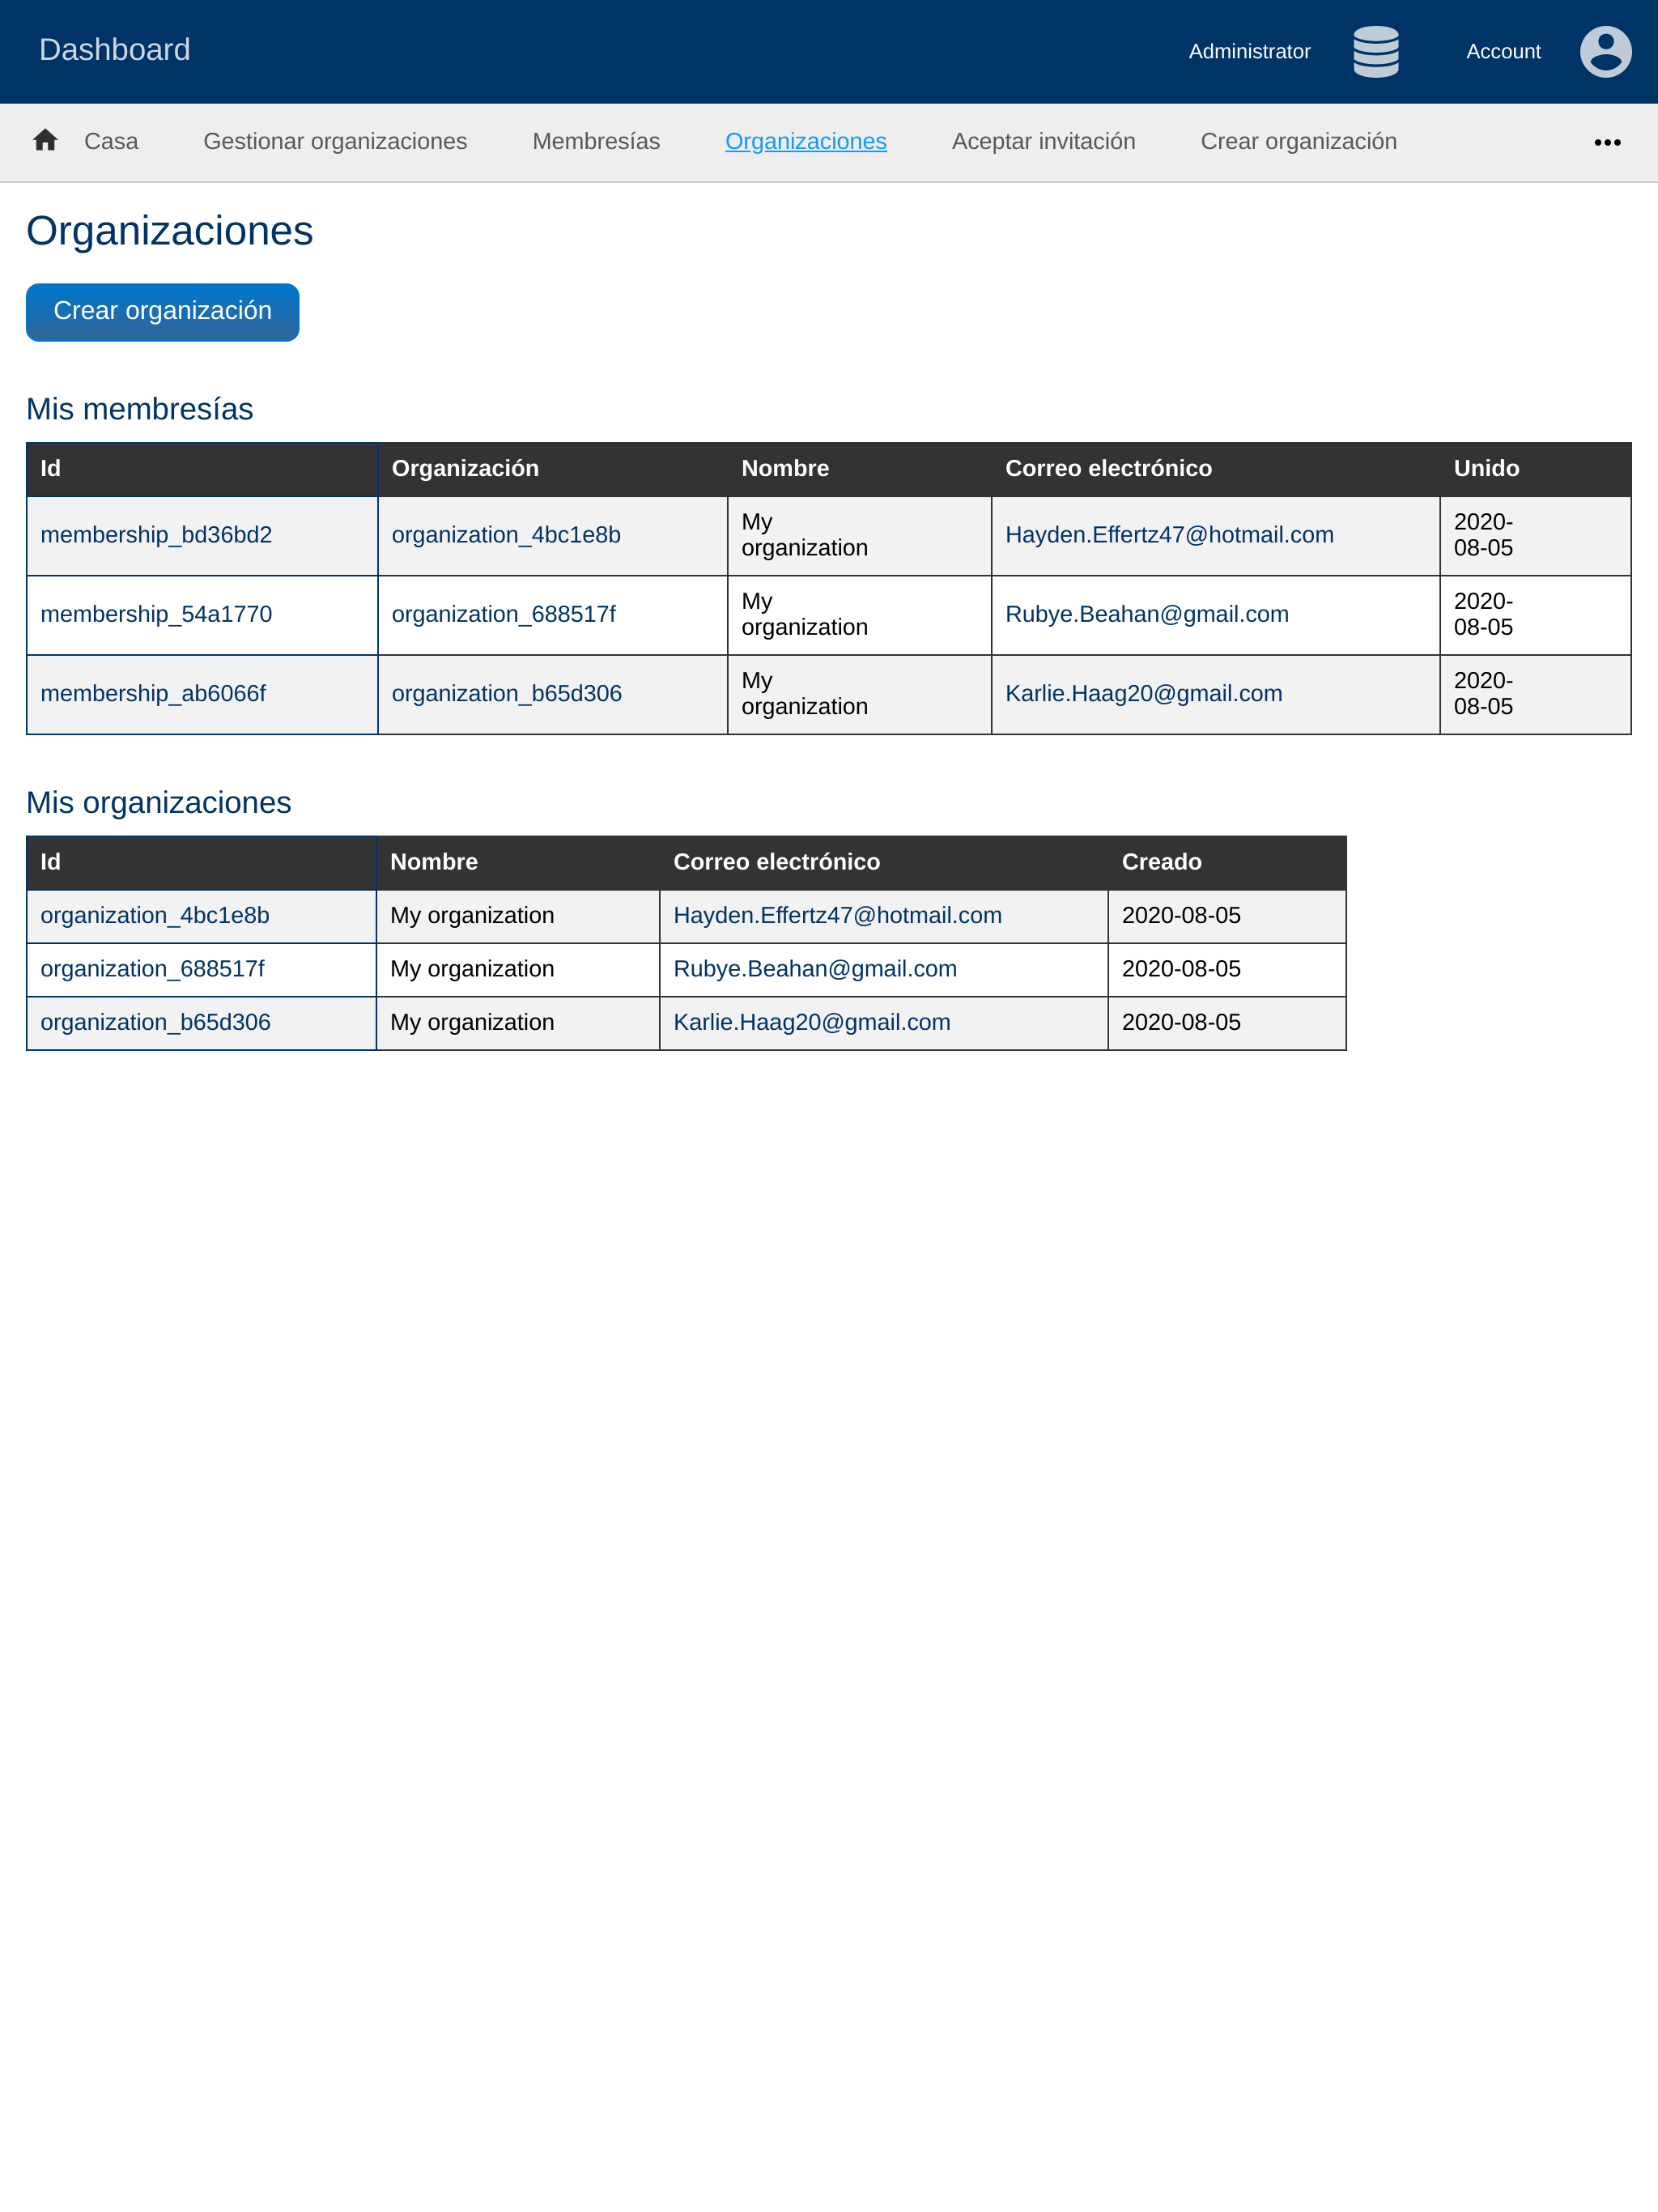 Dashboard Administrator Account
Casa Gestionar organizaciones Membresías Organizaciones Aceptar invitación Crear organización
Organizaciones
Crear organización
Mis membresías
Id Organización Nombre Correo electrónico Unido
membership_bd36bd2 organization_4bc1e8b My organization Hayden.Effertz47@hotmail.com 2020-08-05
membership_54a1770 organization_688517f My organization Rubye.Beahan@gmail.com 2020-08-05
membership_ab6066f organization_b65d306 My organization Karlie.Haag20@gmail.com 2020-08-05
Mis organizaciones
Id Nombre Correo electrónico Creado
organization_4bc1e8b My organization Hayden.Effertz47@hotmail.com 2020-08-05
organization_688517f My organization Rubye.Beahan@gmail.com 2020-08-05
organization_b65d306 My organization Karlie.Haag20@gmail.com 2020-08-05